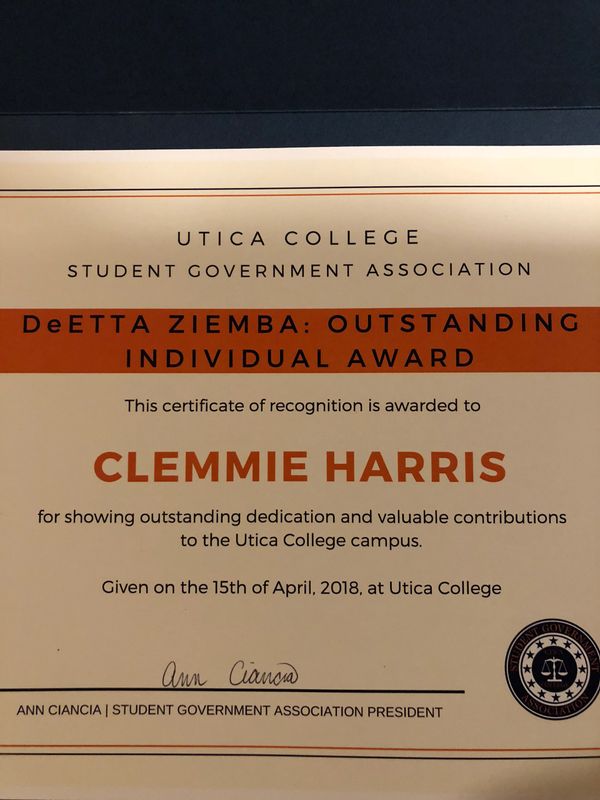 UTICA COLLEGE
STUDENT GOVERNMENT ASSOCIATION
DeETTA ZIEMBA: OUTSTANDING
INDIVIDUAL AWARD
This certificate of recognition is awarded to
CLEMMIE HARRIS
for showing outstanding dedication and valuable contributions
to the Utica College campus.
Given on the 15th of April, 2018, at Utica College
Ann Ciancia
ANN CIANCIA | STUDENT GOVERNMENT ASSOCIATION PRESIDENT
STUDENT GOVERNMENT
ASSOCIATION